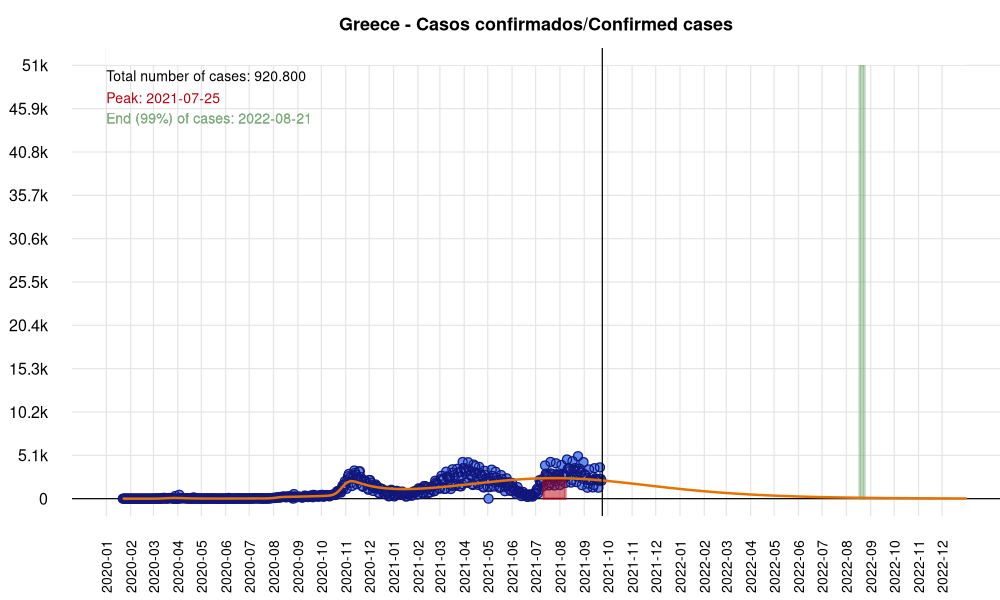 Greece - Casos confirmados/Confirmed cases
Total number of cases: 920.800
Peak: 2021-07-25
End (99%) of cases: 2022-08-21
51k
45.9k
40.8k
35.7k
30.6k
25.5k
20.4k
15.3k
10.2k
5.1k
0
2020-01
2020-02
2020-03
2020-04
2020-05
2020-06
2020-07
2020-08
2020-09
2020-10
2020-11
2020-12
2021-01
2021-02
2021-03
2021-04
2021-05
2021-06
2021-07
2021-08
2021-09
2021-10
2021-11
2021-12
2022-01
2022-02
2022-03
2022-04
2022-05
2022-06
2022-07
2022-08
2022-09
2022-10
2022-11
2022-12